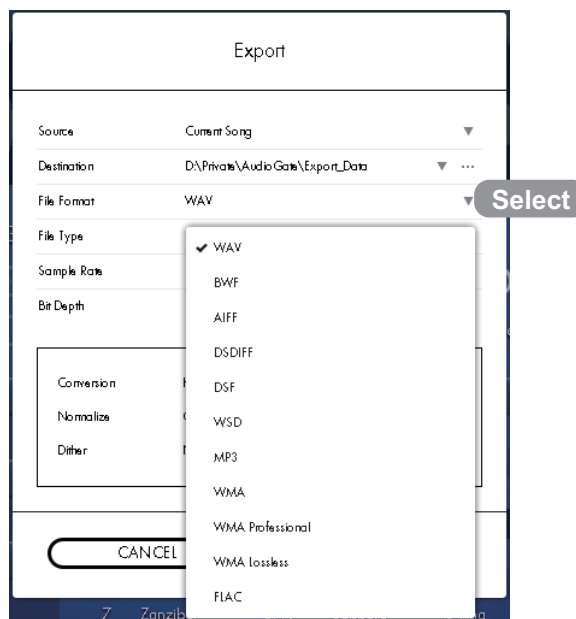 Export
Source Current Song
Destination D:\Private\AudioGate\Export_Data ...
File Format WAV
Select
File Type
✔ WAV
Sample Rate
BWF
Bit Depth
AIFF
DSDIFF
Conversion
DSF
Normalize
WSD
Dither
MP3
WMA
WMA Professional
CANCEL
WMA Lossless
FLAC
Z